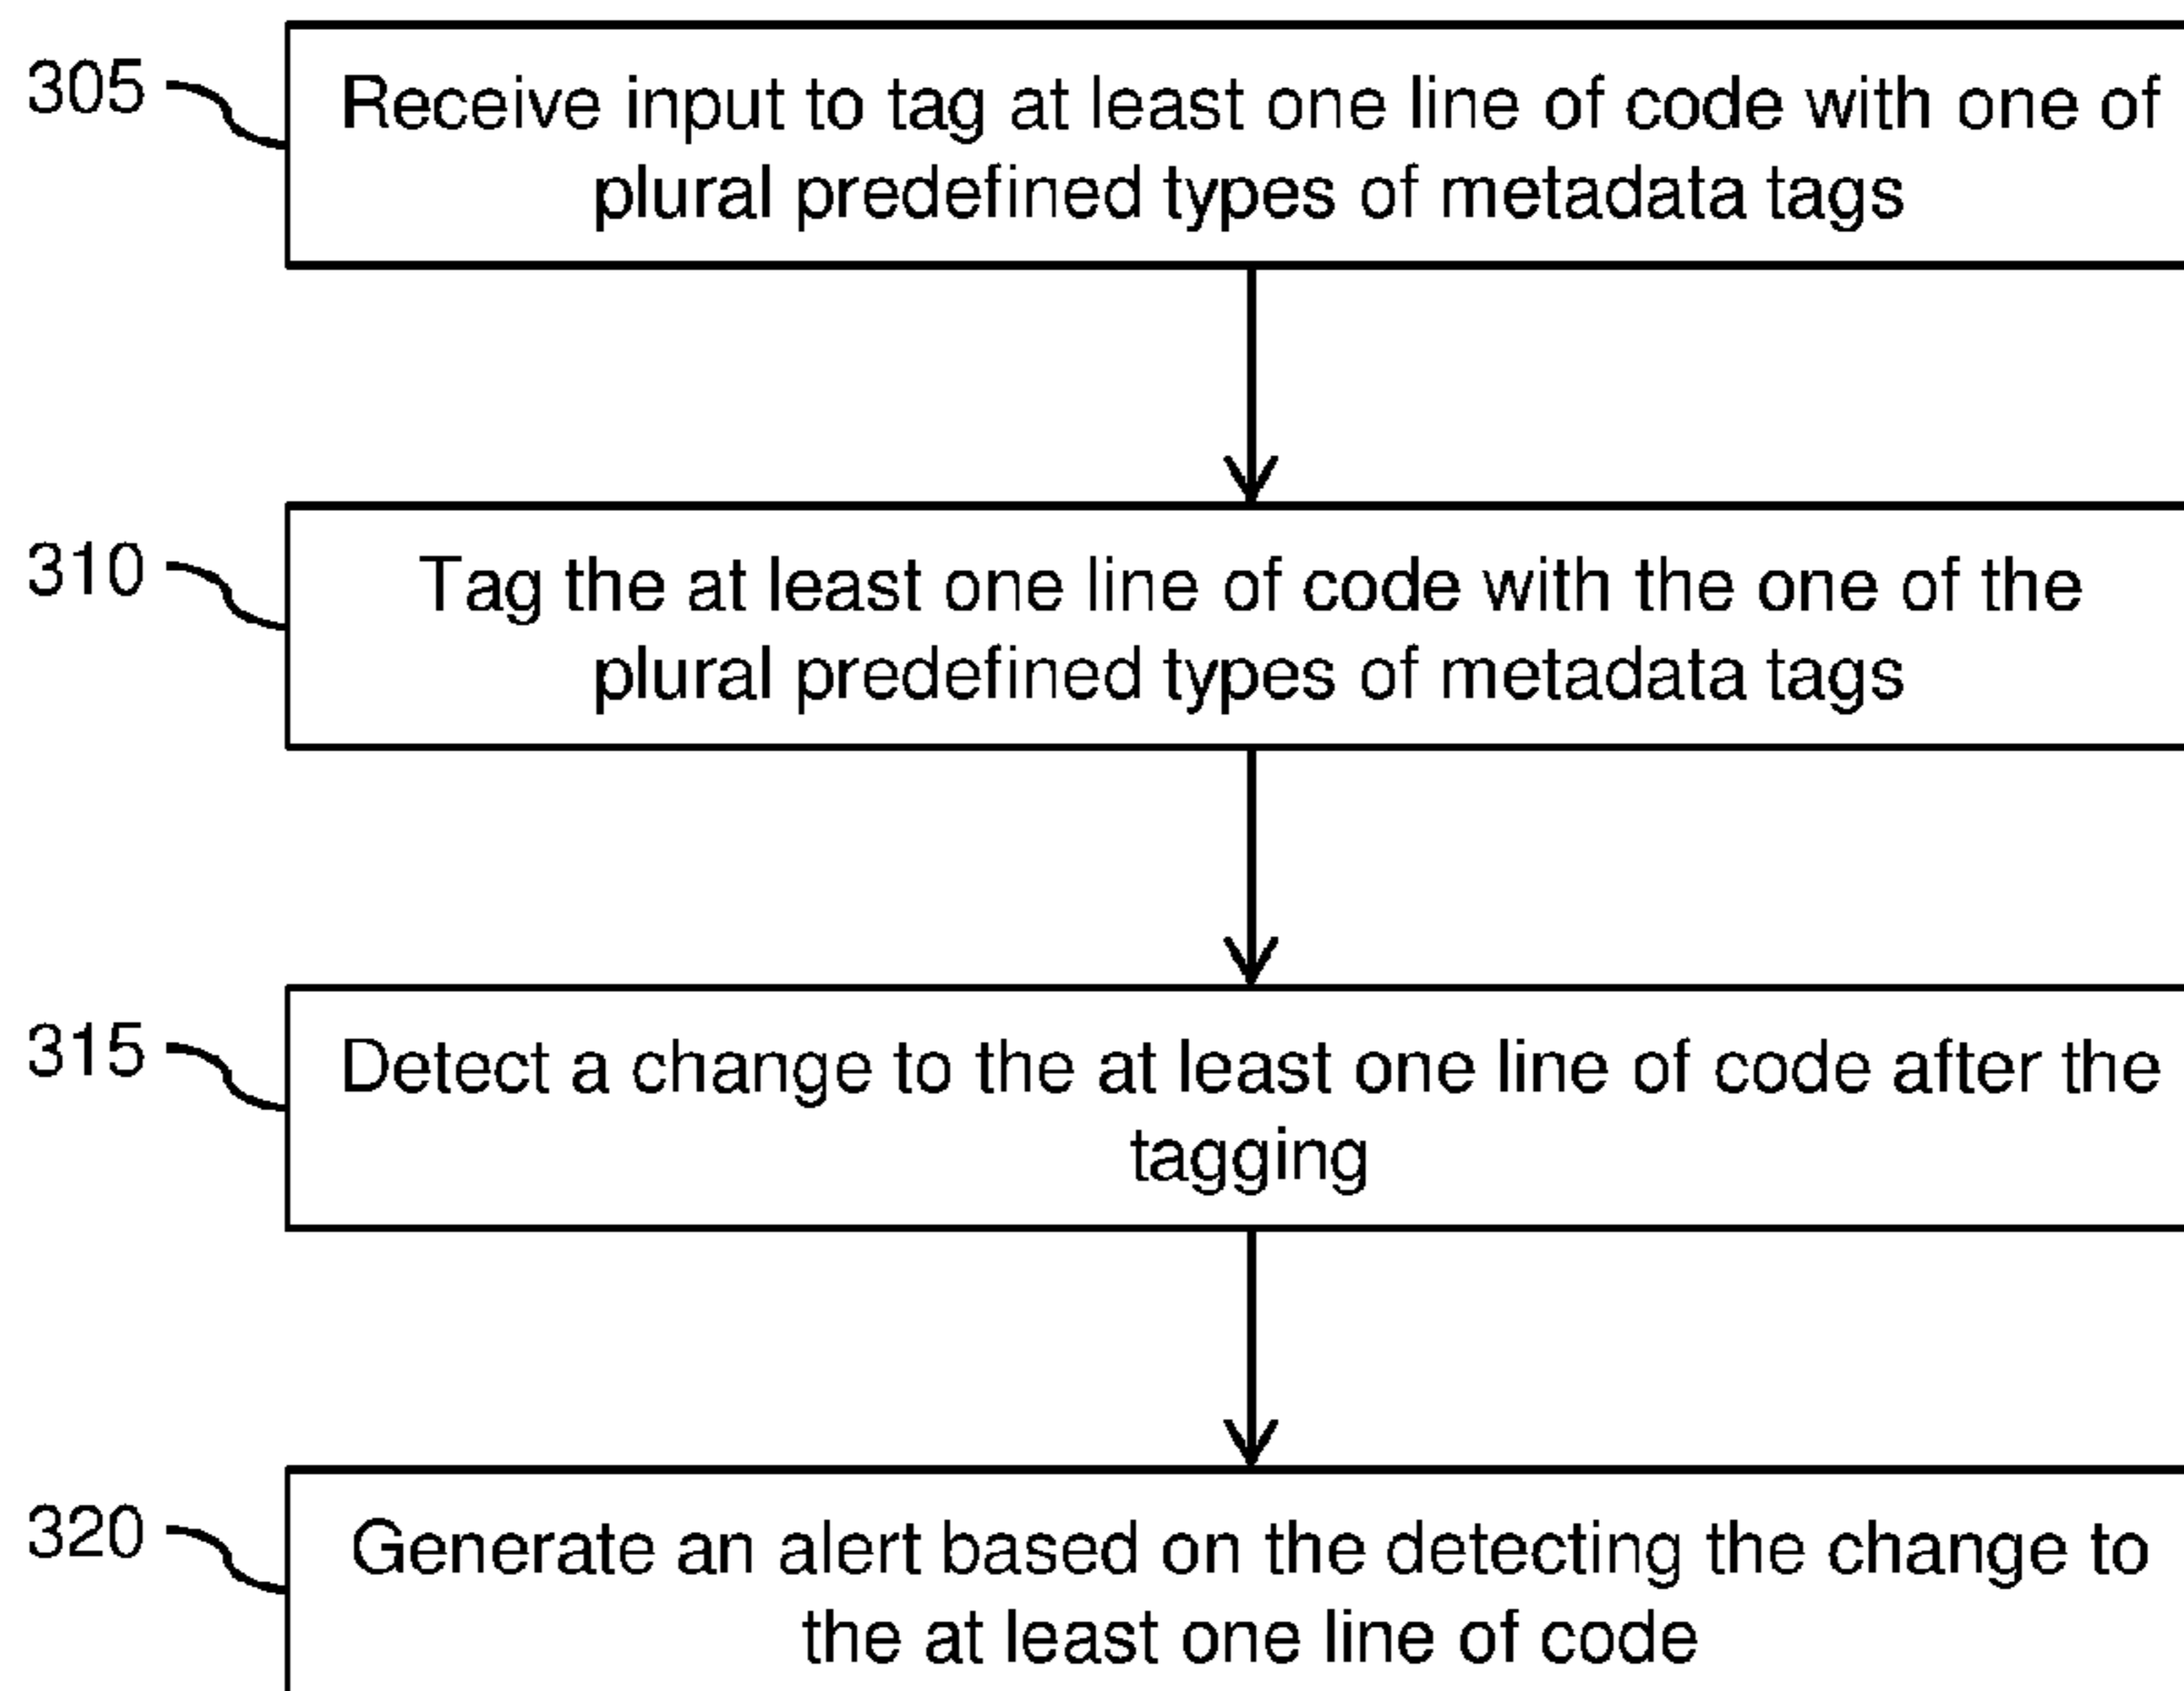 305
Receive input to tag at least one line of code with one of
plural predefined types of metadata tags
310
Tag the at least one line of code with the one of the
plural predefined types of metadata tags
315
Detect a change to the at least one line of code after the
tagging
320
Generate an alert based on the detecting the change to
the at least one line of code